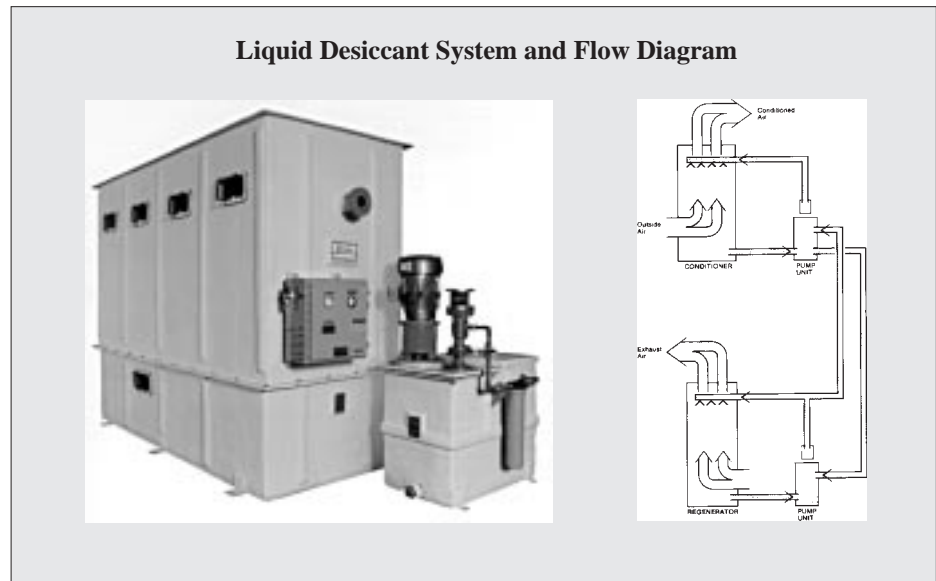 Liquid Desiccant System and Flow Diagram
Conditioned
Air
Outside
Air
CONDITIONER
PUMP
UNIT
Exhaust
Air
REGENERATOR
PUMP
UNIT